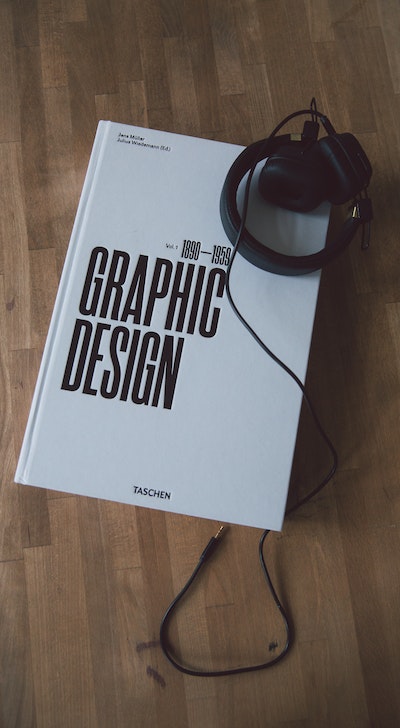 Jens Müller
Julius Wiedemann (Ed.)
Vol. 1 1890—1959
GRAPHIC
DESIGN
TASCHEN